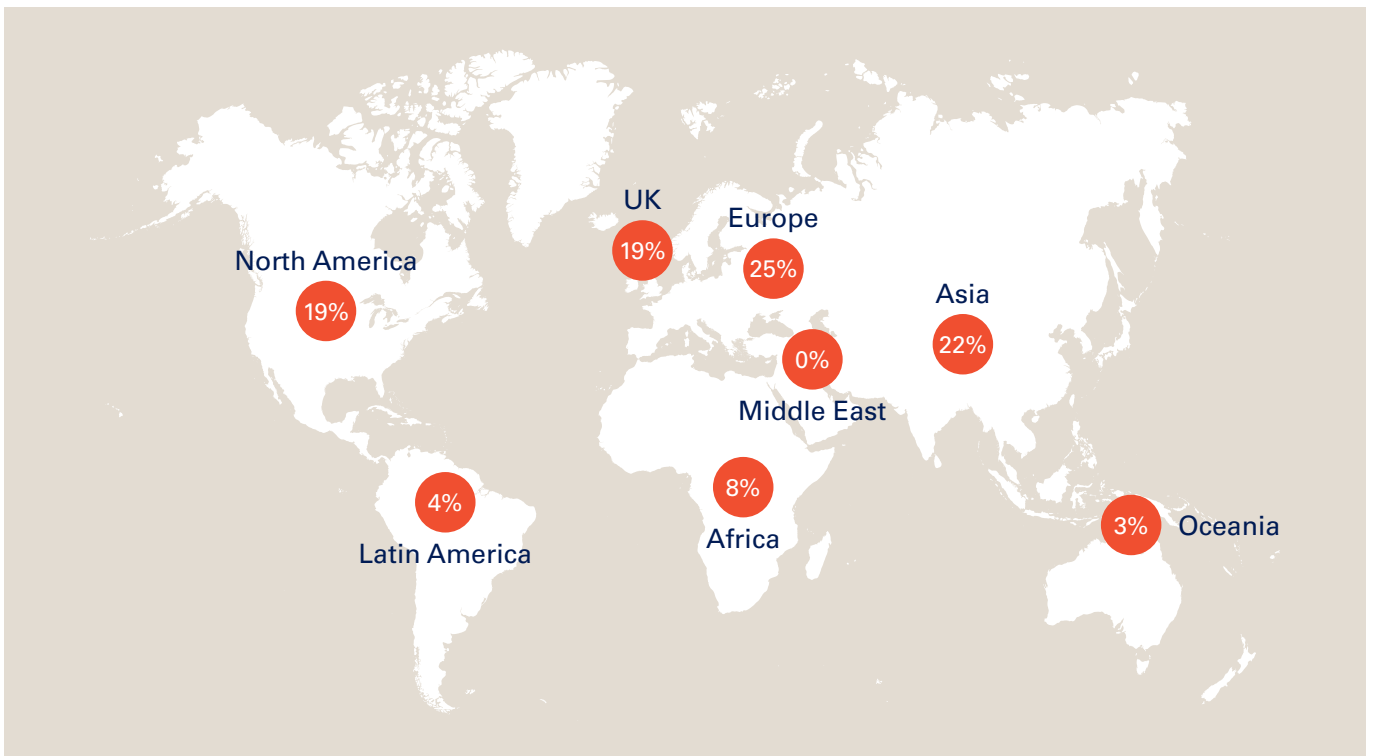 UK
19%
Europe
25%
North America
19%
Asia
22%
0%
Middle East
4%
Latin America
8%
Africa
3%
Oceania